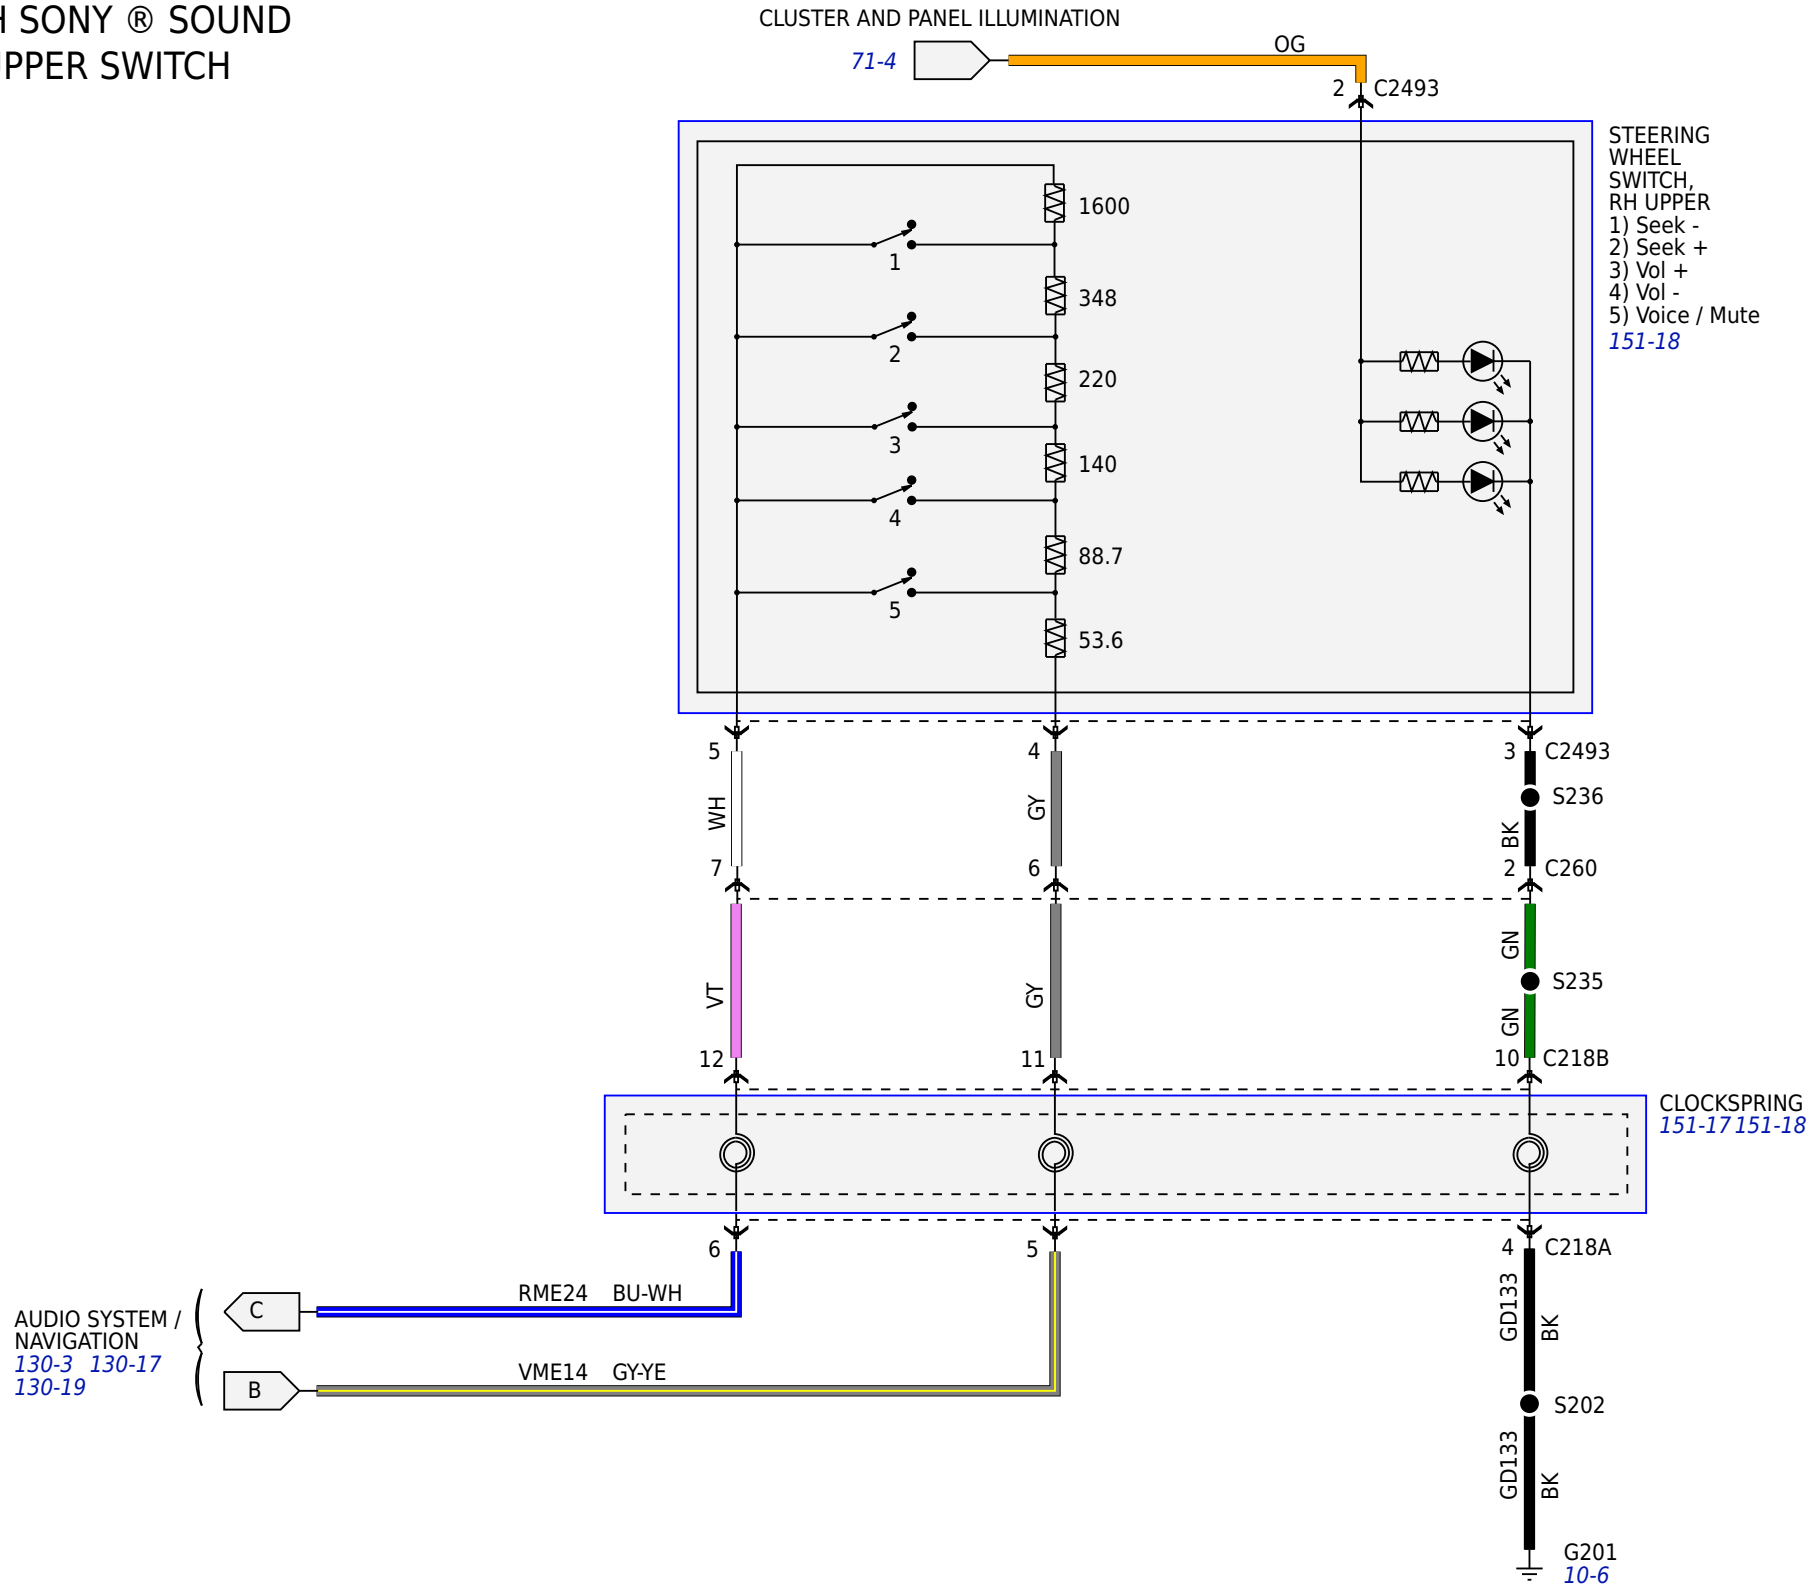 H SONY ® SOUND
UPPER SWITCH
CLUSTER AND PANEL ILLUMINATION
71-4
OG
2 C2493
STEERING
WHEEL
SWITCH,
RH UPPER
1) Seek -
2) Seek +
3) Vol +
4) Vol -
5) Voice / Mute
151-18
1600
1
348
2
220
3
140
4
88.7
5
53.6
5 4 3 C2493
S236
WH GY BK
7 6 2 C260
GN
S235
VT GY GN
12 11 10 C218B
CLOCKSPRING
151-17 151-18
6 5 4 C218A
RME24 BU-WH
C
GD133 BK
AUDIO SYSTEM /
NAVIGATION
130-3 130-17
130-19
VME14 GY-YE
B
S202
GD133 BK
G201
10-6